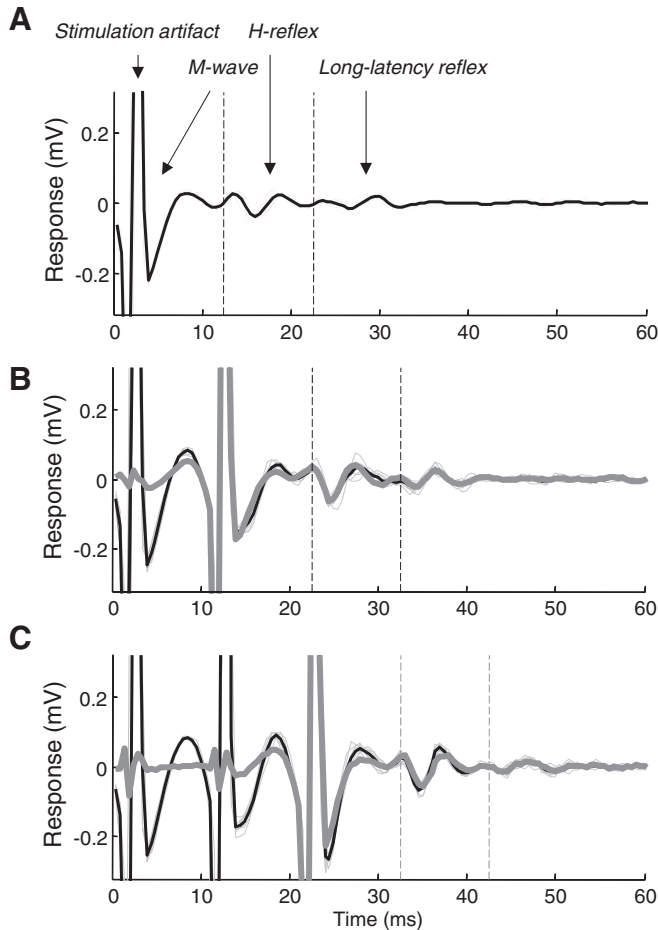 A
Stimulation artifact
H-reflex
M-wave
Long-latency reflex
Response (mV)
0.2
0
-0.2
0 10 20 30 40 50 60
B
Response (mV)
0.2
0
-0.2
0 10 20 30 40 50 60
C
Response (mV)
0.2
0
-0.2
0 10 20 30 40 50 60
Time (ms)